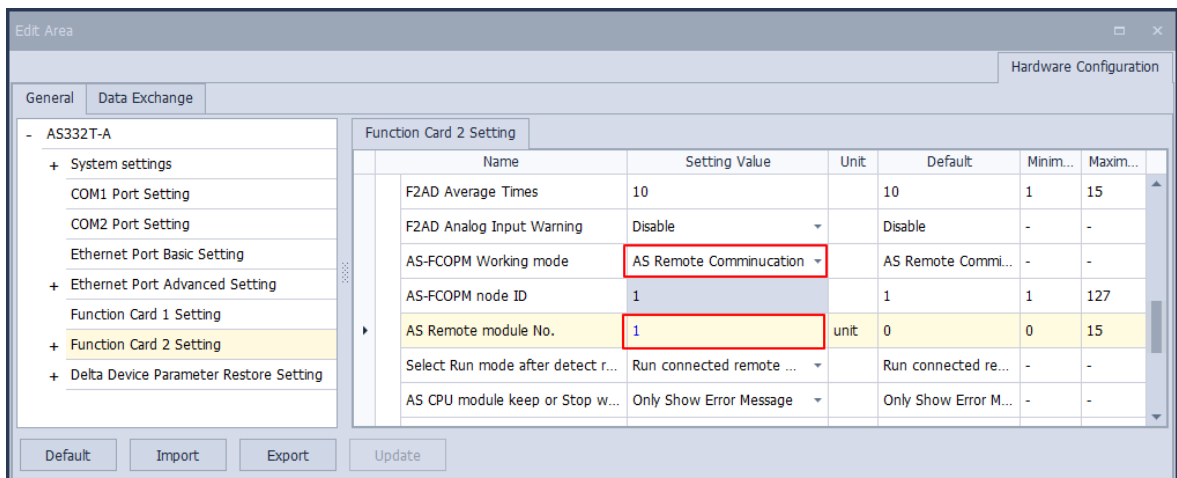 Edit Area
Hardware Configuration
General Data Exchange
- AS332T-A
+ System settings
COM1 Port Setting
COM2 Port Setting
Ethernet Port Basic Setting
+ Ethernet Port Advanced Setting
Function Card 1 Setting
+ Function Card 2 Setting
+ Delta Device Parameter Restore Setting
Function Card 2 Setting
Name Setting Value Unit Default Minim... Maxim...
F2AD Average Times 10 10 1 15
F2AD Analog Input Warning Disable Disable - -
AS-FCOPM Working mode AS Remote Comminucation AS Remote Commi... - -
AS-FCOPM node ID 1 1 1 127
AS Remote module No. 1 unit 0 0 15
Select Run mode after detect r... Run connected remote ... Run connected re... - -
AS CPU module keep or Stop w... Only Show Error Message Only Show Error M... - -
Default Import Export Update